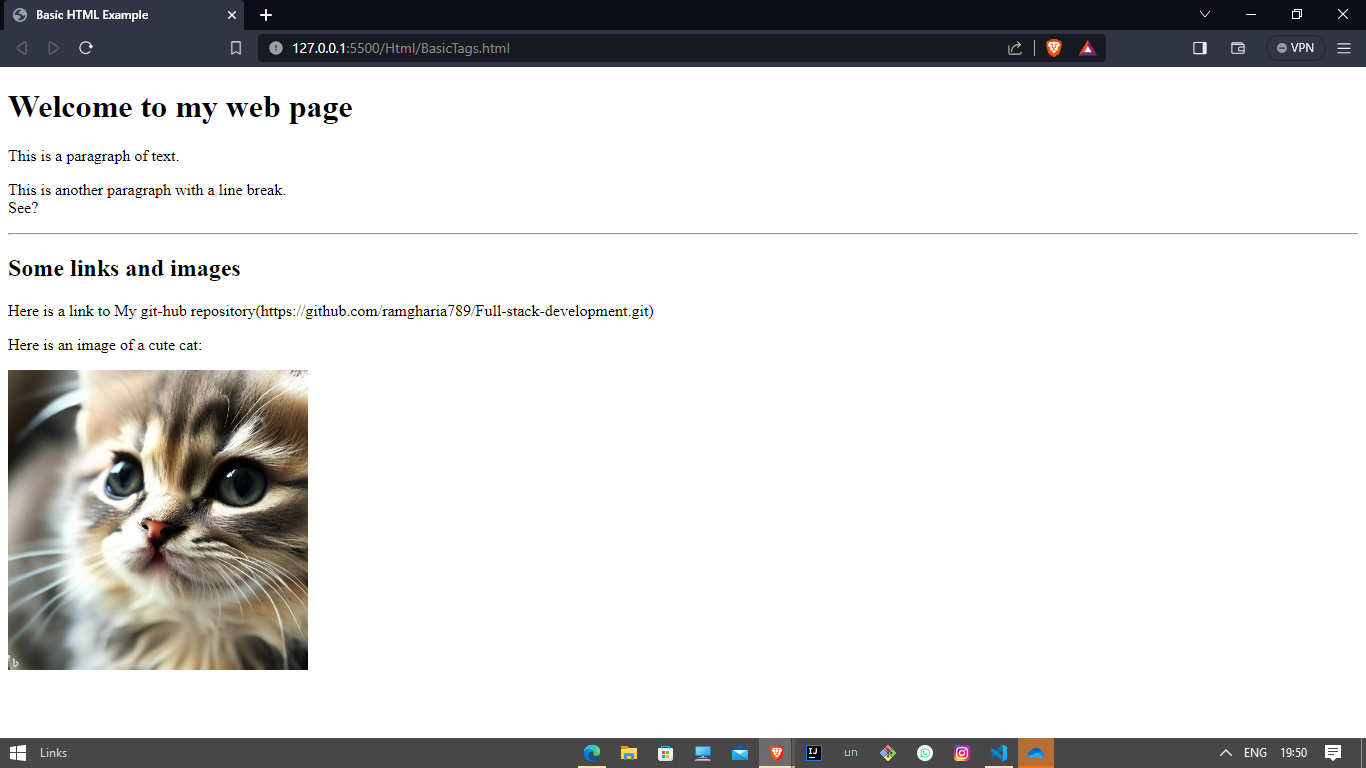 Basic HTML Example
127.0.0.1:5500/Html/BasicTags.html
VPN
Welcome to my web page
This is a paragraph of text.
This is another paragraph with a line break.
See?
Some links and images
Here is a link to My git-hub repository(https://github.com/ramgharia789/Full-stack-development.git)
Here is an image of a cute cat:
b
Links
IJ
un
ENG
19:50